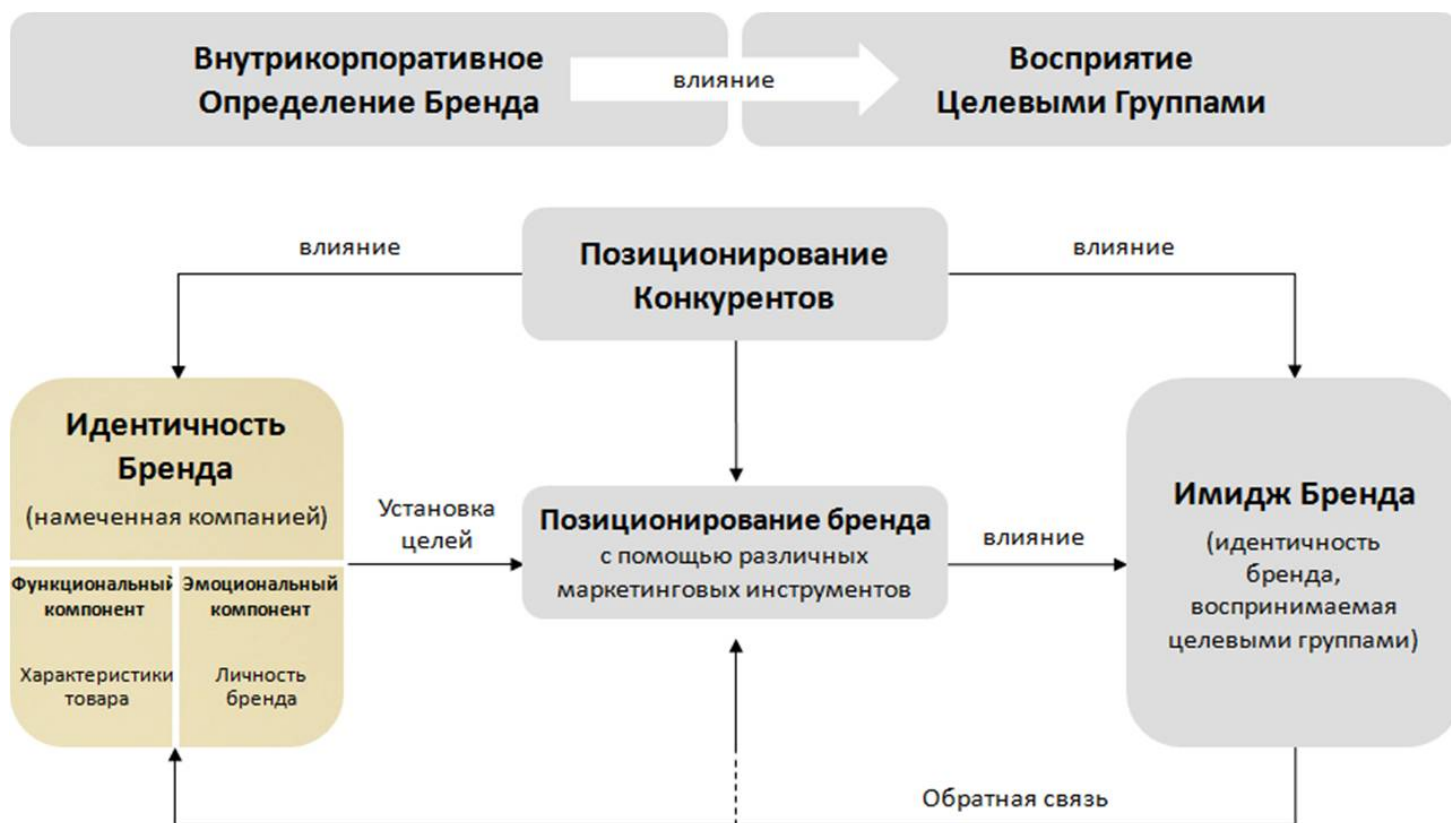 Внутрикорпоративное
Определение Бренда
влияние
Восприятие
Целевыми Группами
влияние
Позиционирование
Конкурентов
влияние
Идентичность
Бренда
(намеченная компанией)
Функциональный
компонент
Характеристики
товара
Эмоциональный
компонент
Личность
бренда
Установка
целей
Позиционирование бренда
с помощью различных
маркетинговых инструментов
влияние
Имидж Бренда
(идентичность
бренда,
воспринимаемая
целевыми группами)
Обратная связь